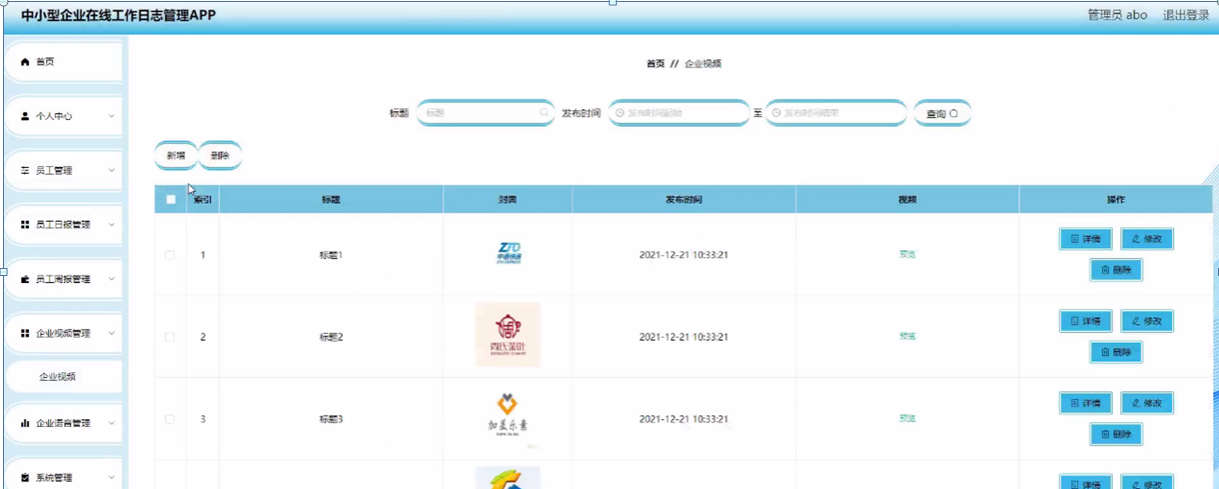 中小型企业在线工作日志管理APP
管理员 abo 退出登录
首页
个人中心
员工管理
员工日报管理
员工周报管理
企业视频管理
企业视频
企业语音管理
系统管理
首页 // 企业视频
标题 标题 发布时间 发布时间起始 至 发布时间结束 查询
新增 删除
索引 标题 封面 发布时间 视频 操作
1 标题1 ZTO 中通快递 2021-12-21 10:33:21 预览 详情 修改
删除
2 标题2 2021-12-21 10:33:21 预览 详情 修改
删除
3 标题3 2021-12-21 10:33:21 预览 详情 修改
删除
详情 修改